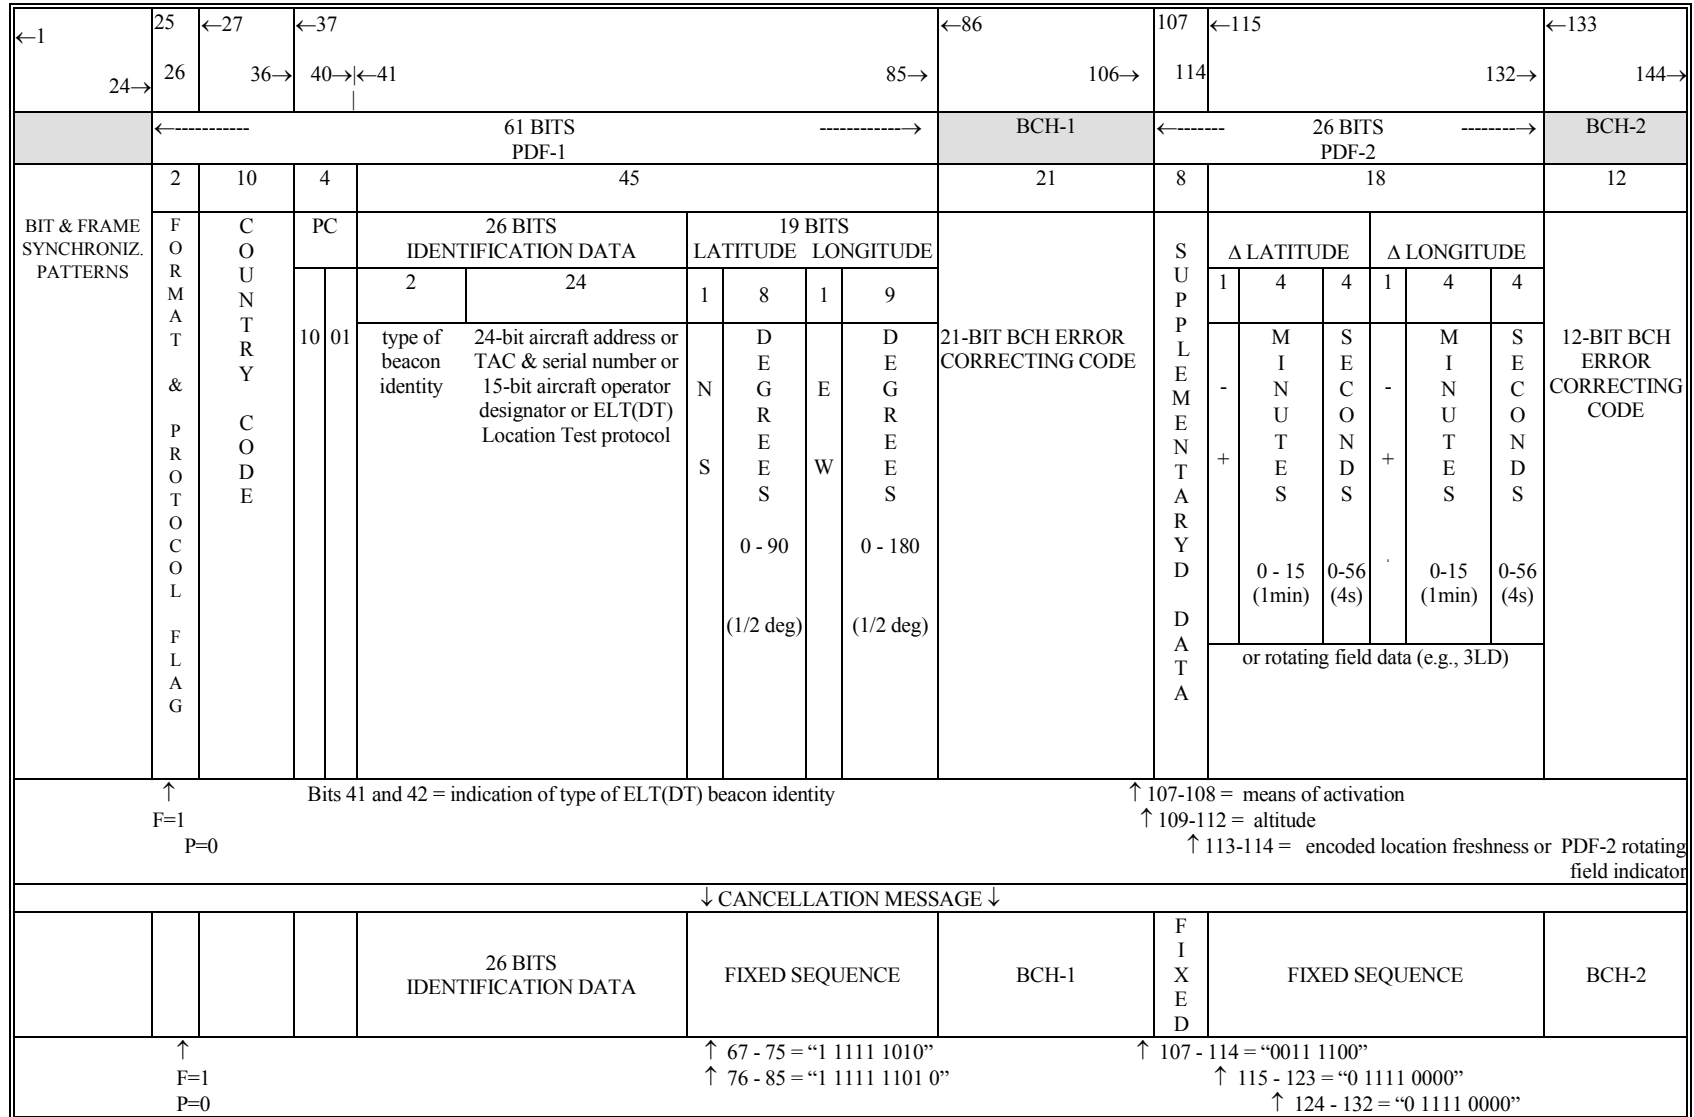 ←1
24→
25
26
←27
36→
←37
40→|←41
|
85→
←86
106→
107
114
←115
132→
←133
144→
←------------ 61 BITS -------------→
PDF-1
BCH-1
←------- 26 BITS --------→
PDF-2
BCH-2
2 10 4 45 21 8 18 12
BIT & FRAME
SYNCHRONIZ.
PATTERNS
FORMAT & PROTOCOL FLAG
COUNTRY CODE
PC
10 01
26 BITS
IDENTIFICATION DATA
2 24
type of
beacon
identity
24-bit aircraft address or
TAC & serial number or
15-bit aircraft operator
designator or ELT(DT)
Location Test protocol
19 BITS
LATITUDE LONGITUDE
1 8 1 9
N
S
DEGREES
0 - 90
(1/2 deg)
E
W
DEGREES
0 - 180
(1/2 deg)
21-BIT BCH ERROR
CORRECTING CODE
SUPPLEMENTARYD DATA
Δ LATITUDE Δ LONGITUDE
1 4 4 1 4 4
-
+
MINUTES
0 - 15
(1min)
SECONDS
0-56
(4s)
-
+
MINUTES
0-15
(1min)
SECONDS
0-56
(4s)
or rotating field data (e.g., 3LD)
12-BIT BCH
ERROR
CORRECTING
CODE
↑
F=1
P=0
Bits 41 and 42 = indication of type of ELT(DT) beacon identity
↑ 107-108 = means of activation
↑ 109-112 = altitude
↑ 113-114 = encoded location freshness or PDF-2 rotating
field indicator
↓ CANCELLATION MESSAGE ↓
26 BITS
IDENTIFICATION DATA
FIXED SEQUENCE
BCH-1
FIXED
FIXED SEQUENCE
BCH-2
↑
F=1
P=0
↑ 67 - 75 = “1 1111 1010”
↑ 76 - 85 = “1 1111 1101 0”
↑ 107 - 114 = “0011 1100”
↑ 115 - 123 = “0 1111 0000”
↑ 124 - 132 = “0 1111 0000”